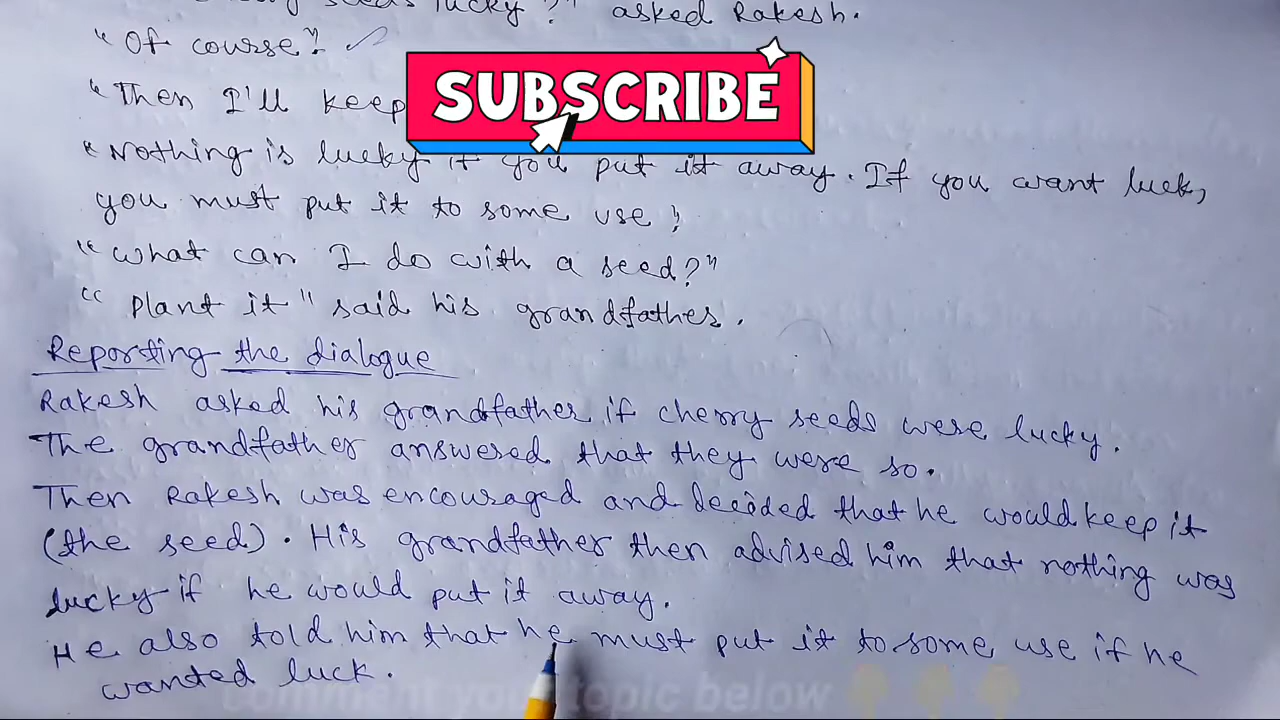 seeds lucky?" asked Rakesh.
"Of course"
"Then I'll keep
SUBSCRIBE
"Nothing is lucky if you put it away. If you want luck,
you must put it to some use"
"What can I do with a seed?"
"Plant it" said his grandfather.
Reporting the dialogue
Rakesh asked his grandfather if cherry seeds were lucky.
The grandfather answered that they were so.
Then Rakesh was encouraged and decided that he would keep it
(the seed). His grandfather then advised him that nothing was
lucky if he would put it away.
He also told him that he must put it to some use if he
wanted luck.
comment your topic below 👇 👇 👇